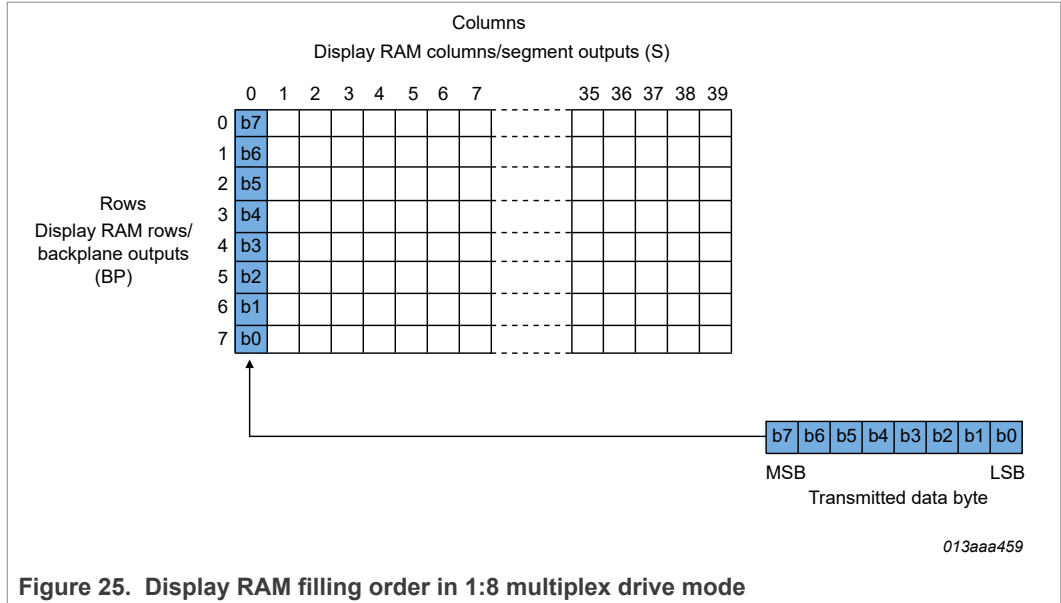 Columns
Display RAM columns/segment outputs (S)
0 1 2 3 4 5 6 7 35 36 37 38 39
0 b7
1 b6
2 b5
3 b4
4 b3
5 b2
6 b1
7 b0
Rows
Display RAM rows/
backplane outputs
(BP)
b7 b6 b5 b4 b3 b2 b1 b0
MSB LSB
Transmitted data byte
013aaa459
Figure 25. Display RAM filling order in 1:8 multiplex drive mode